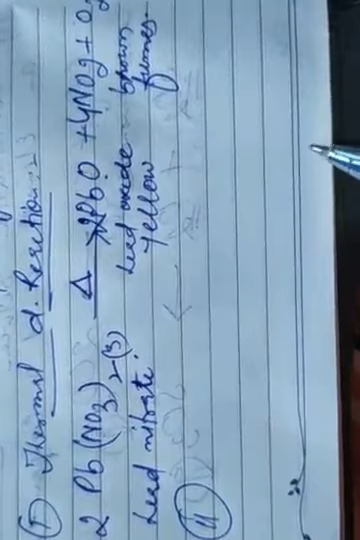 (I) Thermal d. Reaction :-
2 Pb(NO3)2(s) Δ→ 2PbO + 4NO2 + O2
Lead nitrate. Lead oxide brown
Yellow fumes
(II)